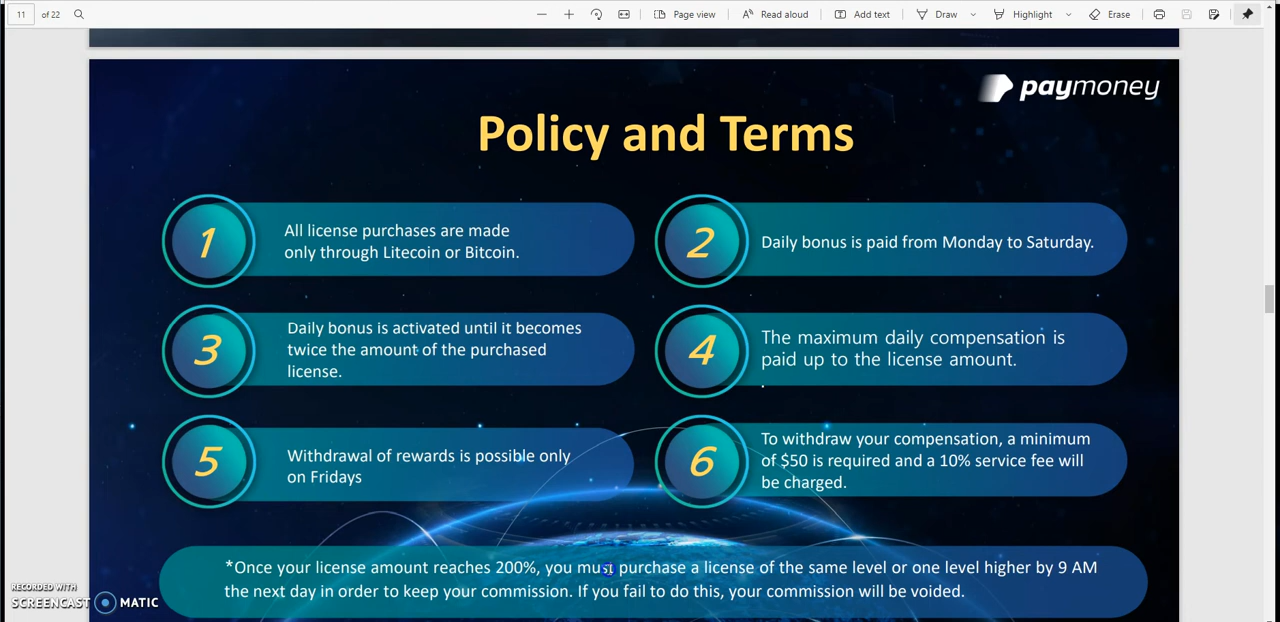 11 of 22 Page view Read aloud Add text Draw Highlight Erase
paymoney
Policy and Terms
1
All license purchases are made
only through Litecoin or Bitcoin.
2
Daily bonus is paid from Monday to Saturday.
3
Daily bonus is activated until it becomes
twice the amount of the purchased
license.
4
The maximum daily compensation is
paid up to the license amount.
.
5
Withdrawal of rewards is possible only
on Fridays
6
To withdraw your compensation, a minimum
of $50 is required and a 10% service fee will
be charged.
*Once your license amount reaches 200%, you must purchase a license of the same level or one level higher by 9 AM
the next day in order to keep your commission. If you fail to do this, your commission will be voided.
RECORDED WITH
SCREENCAST MATIC